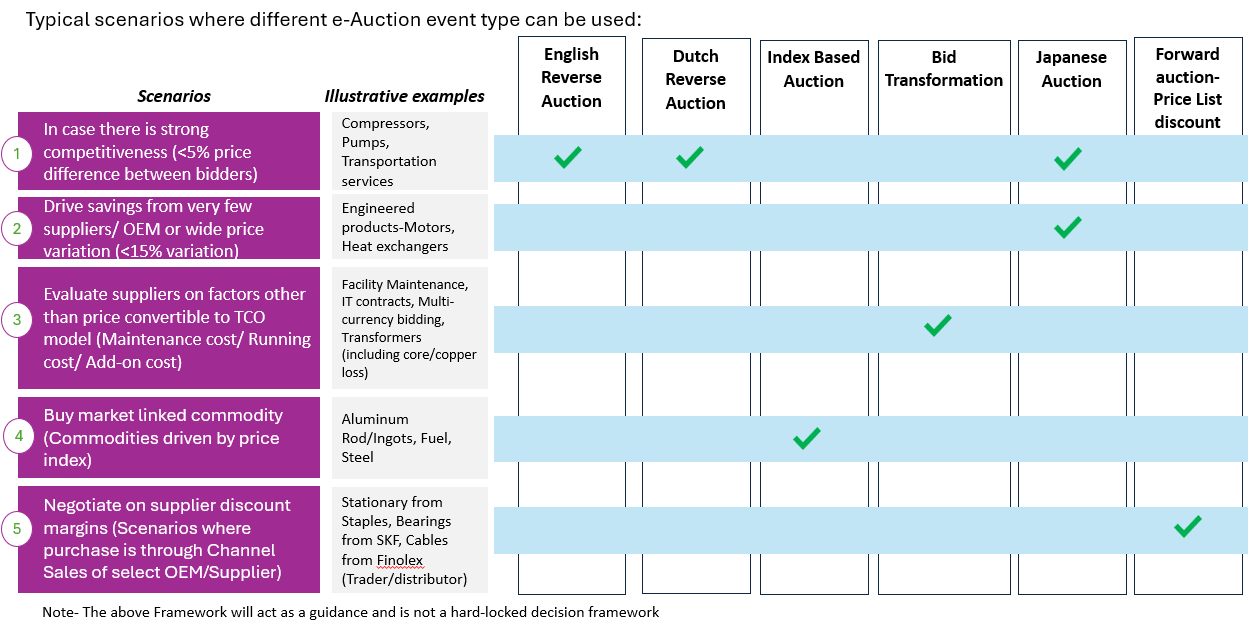 Typical scenarios where different e-Auction event type can be used:
English
Reverse
Auction
Dutch
Reverse
Auction
Index Based
Auction
Bid
Transformation
Japanese
Auction
Forward
auction-
Price List
discount
Scenarios
Illustrative examples
1
In case there is strong
competitiveness (<5% price
difference between bidders)
Compressors,
Pumps,
Transportation
services
2
Drive savings from very few
suppliers/ OEM or wide price
variation (<15% variation)
Engineered
products-Motors,
Heat exchangers
3
Evaluate suppliers on factors other
than price convertible to TCO
model (Maintenance cost/ Running
cost/ Add-on cost)
Facility Maintenance,
IT contracts, Multi-
currency bidding,
Transformers
(including core/copper
loss)
4
Buy market linked commodity
(Commodities driven by price
index)
Aluminum
Rod/Ingots, Fuel,
Steel
5
Negotiate on supplier discount
margins (Scenarios where
purchase is through Channel
Sales of select OEM/Supplier)
Stationary from
Staples, Bearings
from SKF, Cables
from Finolex
(Trader/distributor)
Note- The above Framework will act as a guidance and is not a hard-locked decision framework